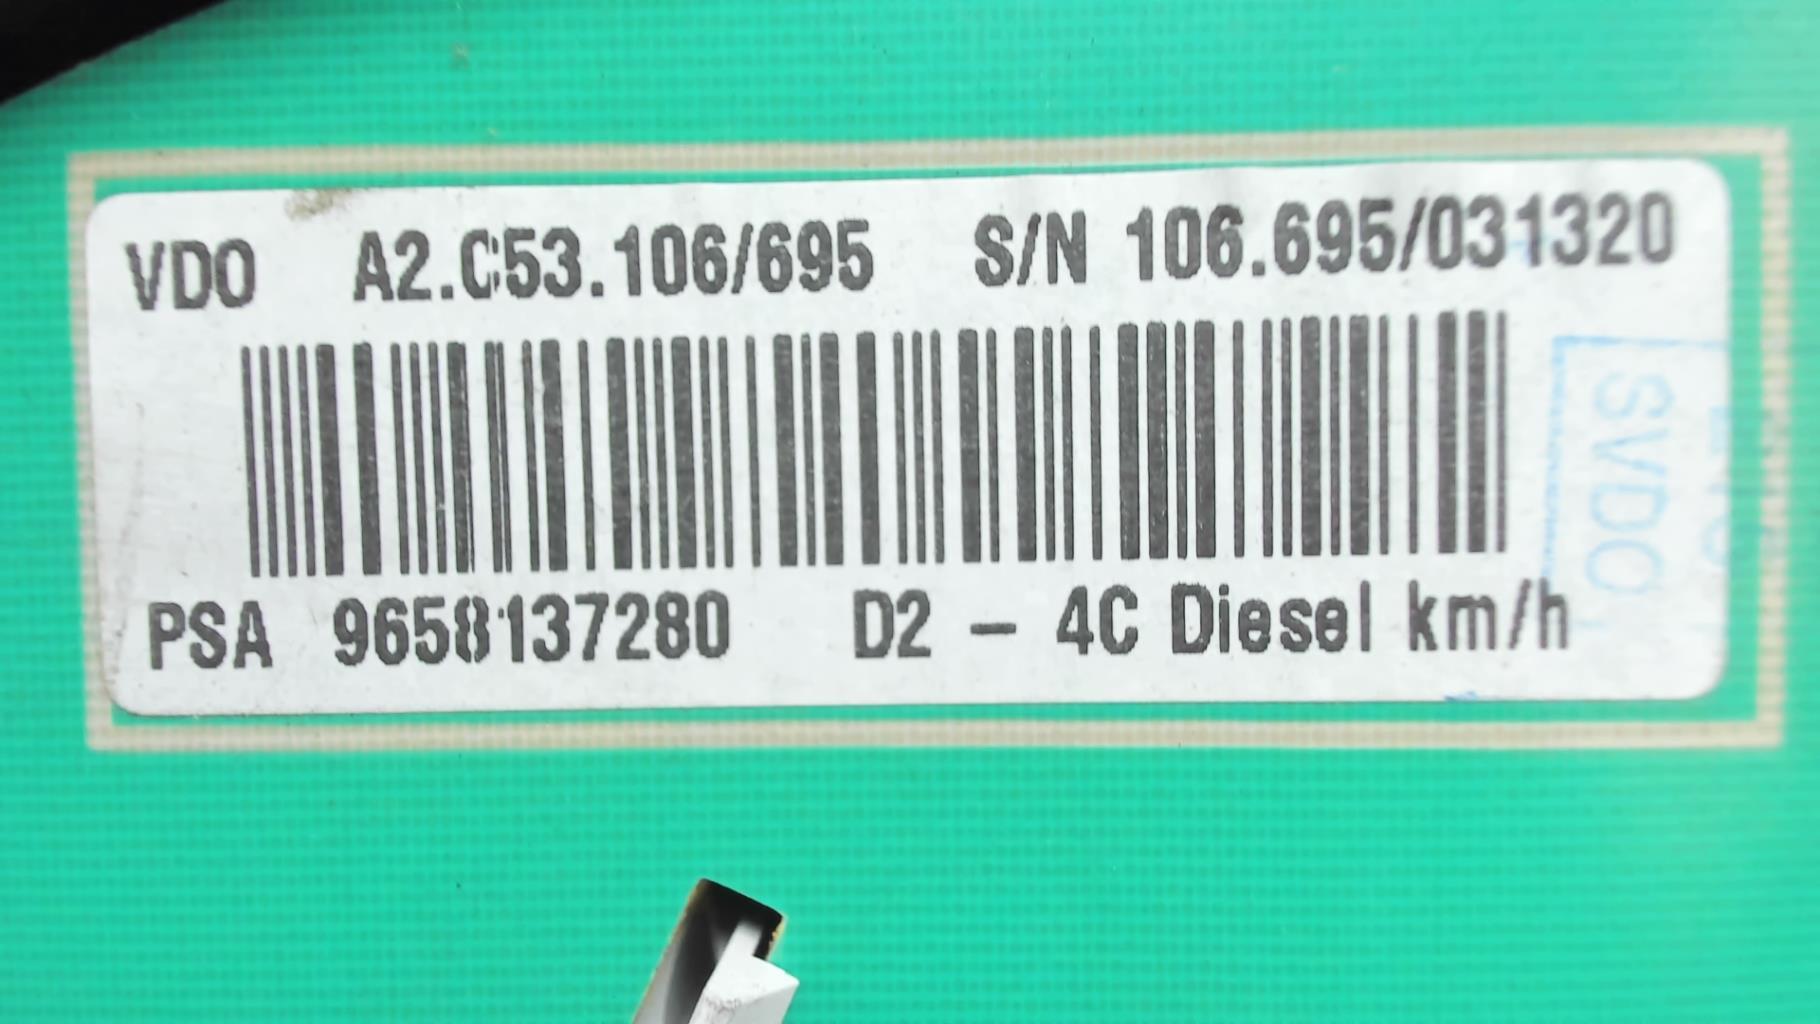 VDO A2.C53.106/695 S/N 106.695/031320
SVDO
PSA 9658137280 D2 - 4C Diesel km/h